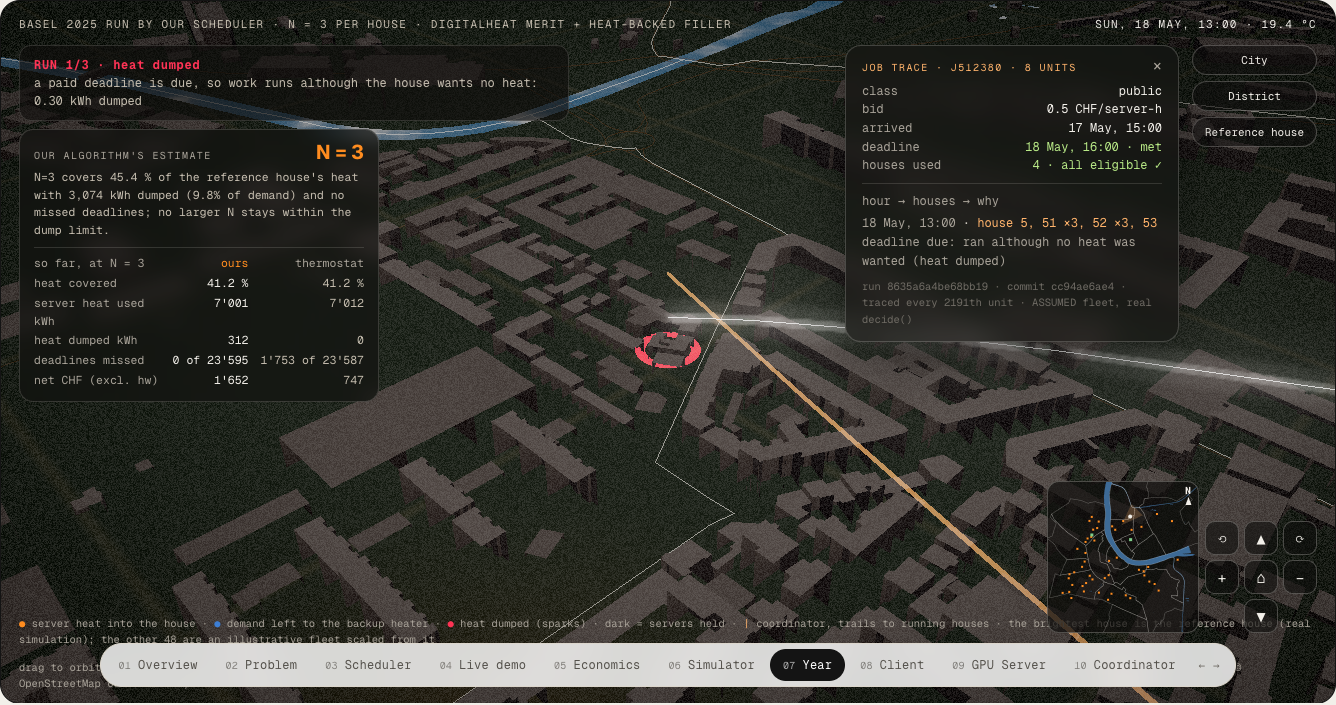 BASEL 2025 RUN BY OUR SCHEDULER · N = 3 PER HOUSE · DIGITALHEAT MERIT + HEAT-BACKED FILLER
SUN, 18 MAY, 13:00 · 19.4 °C
RUN 1/3 · heat dumped
a paid deadline is due, so work runs although the house wants no heat:
0.30 kWh dumped
OUR ALGORITHM'S ESTIMATE N=3
N=3 covers 45.4 % of the reference house's heat
with 3,074 kWh dumped (9.8% of demand) and no
missed deadlines; no larger N stays within the
dump limit.
so far, at N = 3 ours thermostat
heat covered 41.2 % 41.2 %
server heat used 7'001 7'012
kWh
heat dumped kWh 312 0
deadlines missed 0 of 23'595 1'753 of 23'587
net CHF (excl. hw) 1'652 747
JOB TRACE · J512380 · 8 UNITS ×
class public
bid 0.5 CHF/server-h
arrived 17 May, 15:00
deadline 18 May, 16:00 · met
houses used 4 · all eligible ✓
hour → houses → why
18 May, 13:00 · house 5, 51 ×3, 52 ×3, 53
deadline due: ran although no heat was
wanted (heat dumped)
run 8635a6a4be68bb19 · commit cc94ae6ae4 ·
traced every 2191th unit · ASSUMED fleet, real
decide()
City
District
Reference house
N
⟲ ▲ ⟳
+ ⌂ −
▼
server heat into the house · demand left to the backup heater · heat dumped (sparks) · dark = servers held · | coordinator, trails to running houses · the brightest house is the reference house (real
simulation); the other 48 are an illustrative fleet scaled from it
drag to orbit
OpenStreetMap
01 Overview 02 Problem 03 Scheduler 04 Live demo 05 Economics 06 Simulator 07 Year 08 Client 09 GPU Server 10 Coordinator ← →